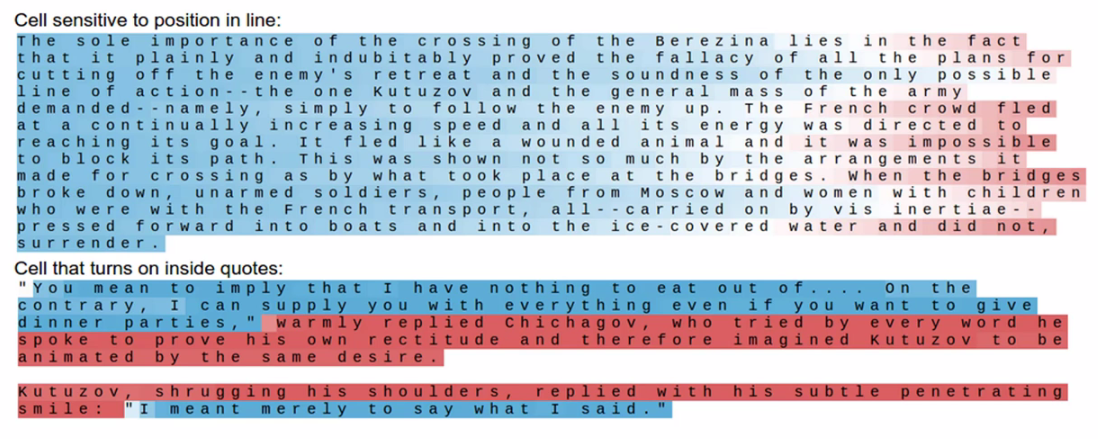 Cell sensitive to position in line:
The sole importance of the crossing of the Berezina lies in the fact
that it plainly and indubitably proved the fallacy of all the plans for
cutting off the enemy's retreat and the soundness of the only possible
line of action--the one Kutuzov and the general mass of the army
demanded--namely, simply to follow the enemy up. The French crowd fled
at a continually increasing speed and all its energy was directed to
reaching its goal. It fled like a wounded animal and it was impossible
to block its path. This was shown not so much by the arrangements it
made for crossing as by what took place at the bridges. When the bridges
broke down, unarmed soldiers, people from Moscow and women with children
who were with the French transport, all--carried on by vis inertiae--
pressed forward into boats and into the ice-covered water and did not,
surrender.
Cell that turns on inside quotes:
"You mean to imply that I have nothing to eat out of.... On the
contrary, I can supply you with everything even if you want to give
dinner parties," warmly replied Chichagov, who tried by every word he
spoke to prove his own rectitude and therefore imagined Kutuzov to be
animated by the same desire.
Kutuzov, shrugging his shoulders, replied with his subtle penetrating
smile: "I meant merely to say what I said."